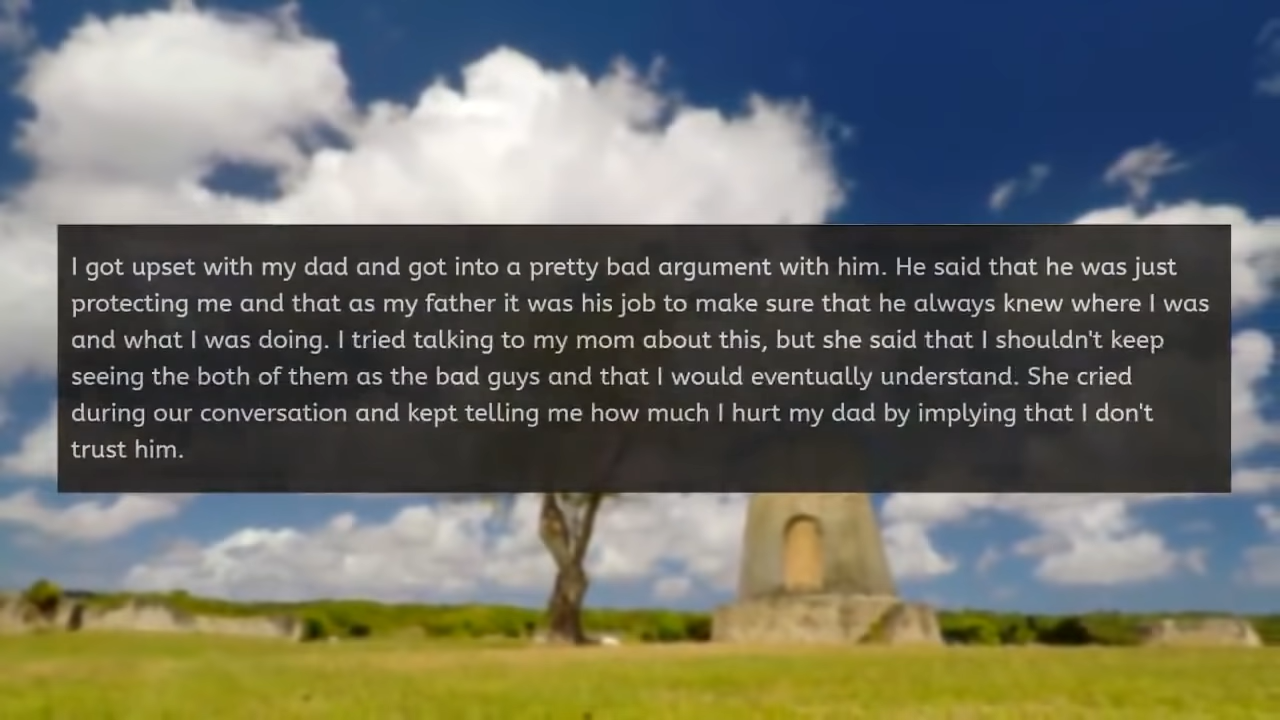 I got upset with my dad and got into a pretty bad argument with him. He said that he was just
protecting me and that as my father it was his job to make sure that he always knew where I was
and what I was doing. I tried talking to my mom about this, but she said that I shouldn't keep
seeing the both of them as the bad guys and that I would eventually understand. She cried
during our conversation and kept telling me how much I hurt my dad by implying that I don't
trust him.